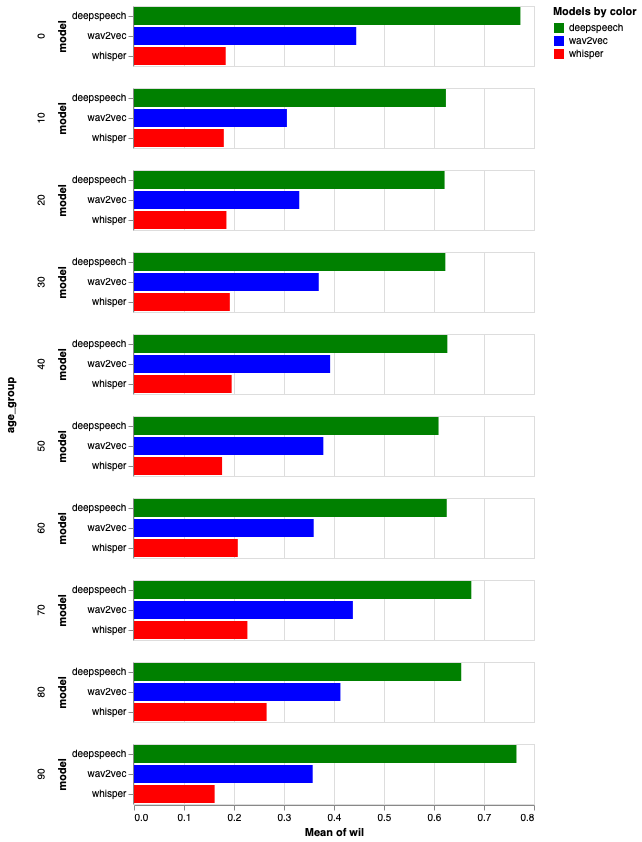 Models by color
deepspeech
wav2vec
whisper
age_group
0
model
deepspeech
wav2vec
whisper
10
model
deepspeech
wav2vec
whisper
20
model
deepspeech
wav2vec
whisper
30
model
deepspeech
wav2vec
whisper
40
model
deepspeech
wav2vec
whisper
50
model
deepspeech
wav2vec
whisper
60
model
deepspeech
wav2vec
whisper
70
model
deepspeech
wav2vec
whisper
80
model
deepspeech
wav2vec
whisper
90
model
deepspeech
wav2vec
whisper
0.0 0.1 0.2 0.3 0.4 0.5 0.6 0.7 0.8
Mean of wil